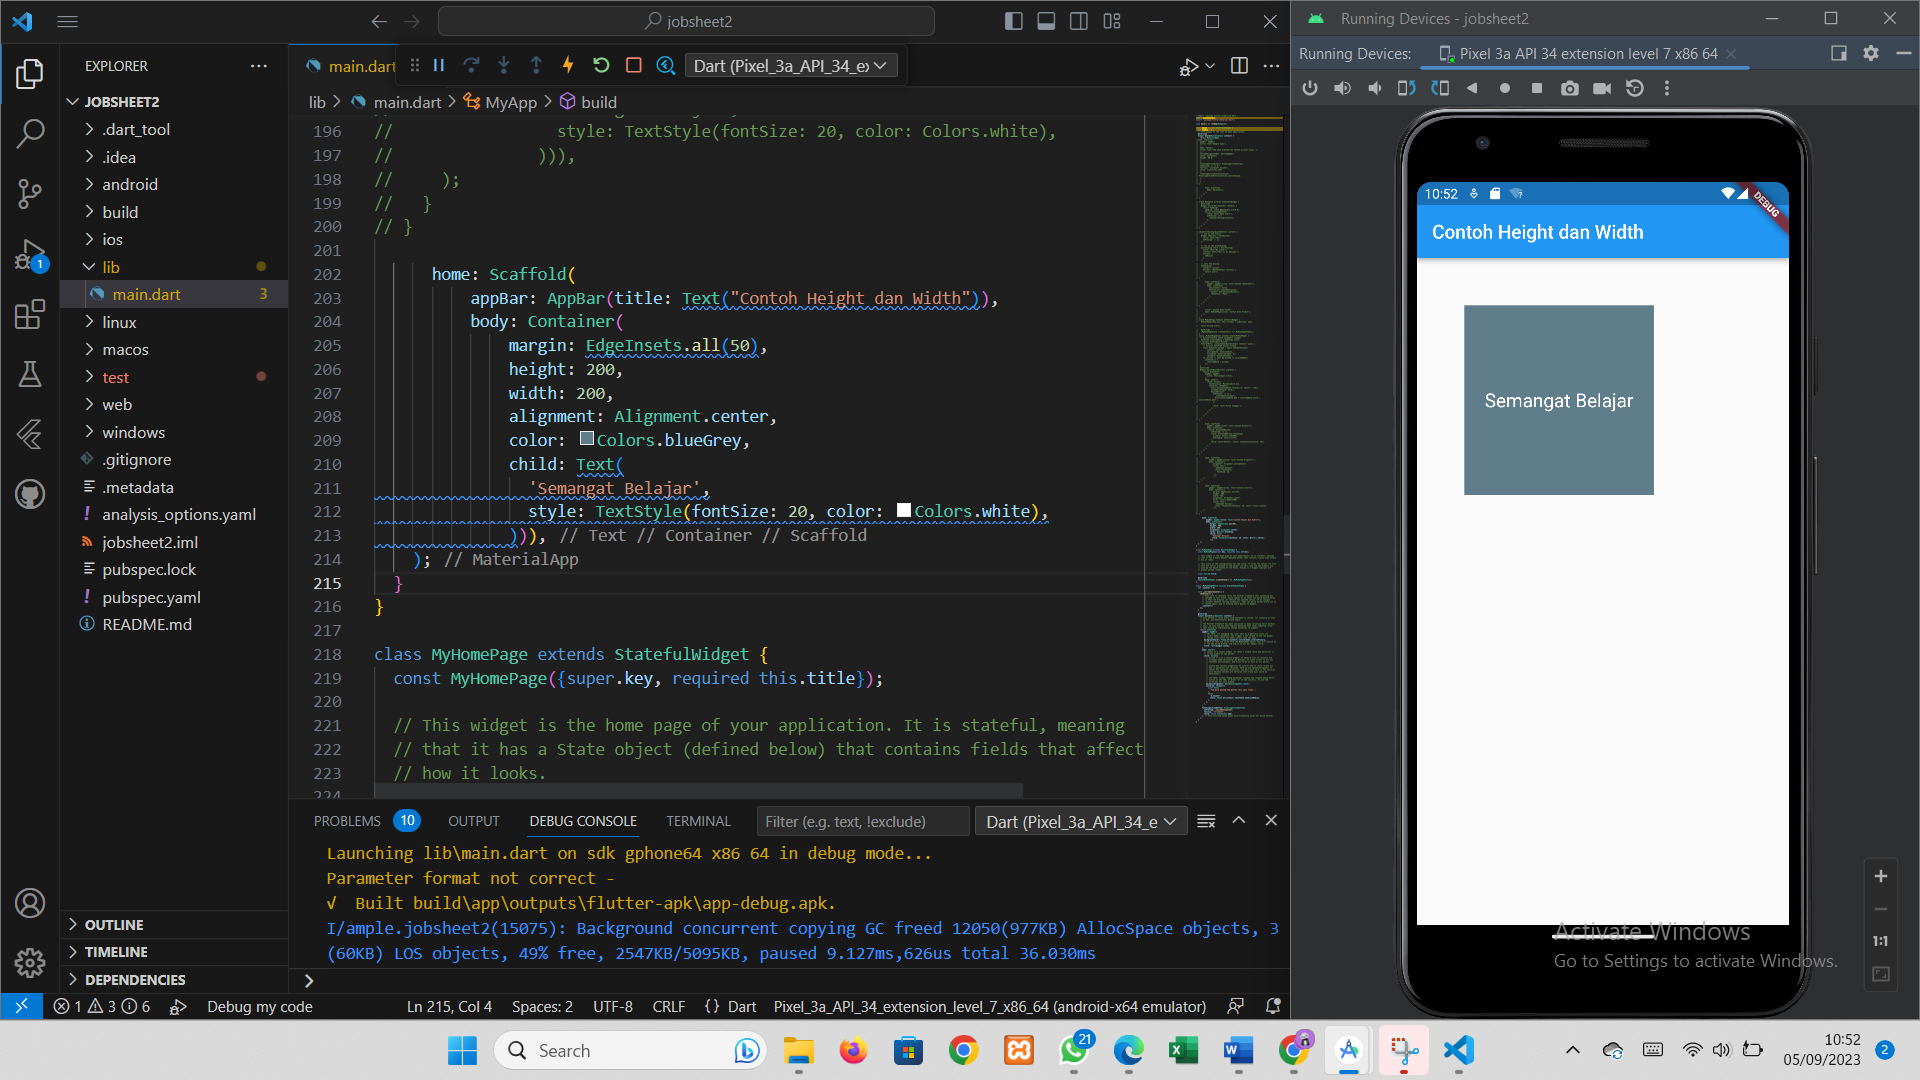 jobsheet2
EXPLORER
JOBSHEET2
.dart_tool
.idea
android
build
ios
lib
main.dart 3
linux
macos
test
web
windows
.gitignore
.metadata
analysis_options.yaml
jobsheet2.iml
pubspec.lock
pubspec.yaml
README.md
OUTLINE
TIMELINE
DEPENDENCIES
1
main.dart
Dart (Pixel_3a_API_34_e
lib > main.dart > MyApp > build
196 // style: TextStyle(fontSize: 20, color: Colors.white),
197 // ))),
198 // );
199 // }
200 // }
201
202 home: Scaffold(
203 appBar: AppBar(title: Text("Contoh Height dan Width")),
204 body: Container(
205 margin: EdgeInsets.all(50),
206 height: 200,
207 width: 200,
208 alignment: Alignment.center,
209 color: Colors.blueGrey,
210 child: Text(
211 'Semangat Belajar',
212 style: TextStyle(fontSize: 20, color: Colors.white),
213 ))), // Text // Container // Scaffold
214 ); // MaterialApp
215 }
216 }
217
218 class MyHomePage extends StatefulWidget {
219 const MyHomePage({super.key, required this.title});
220
221 // This widget is the home page of your application. It is stateful, meaning
222 // that it has a State object (defined below) that contains fields that affect
223 // how it looks.
224
PROBLEMS 10 OUTPUT DEBUG CONSOLE TERMINAL Filter (e.g. text, !exclude) Dart (Pixel_3a_API_34_e
Launching lib\main.dart on sdk gphone64 x86 64 in debug mode...
Parameter format not correct -
√ Built build\app\outputs\flutter-apk\app-debug.apk.
I/ample.jobsheet2(15075): Background concurrent copying GC freed 12050(977KB) AllocSpace objects, 3
(60KB) LOS objects, 49% free, 2547KB/5095KB, paused 9.127ms,626us total 36.030ms
>
1 3 6 Debug my code Ln 215, Col 4 Spaces: 2 UTF-8 CRLF {} Dart Pixel_3a_API_34_extension_level_7_x86_64 (android-x64 emulator)
Running Devices - jobsheet2
Running Devices: Pixel 3a API 34 extension level 7 x86 64
10:52
DEBUG
Contoh Height dan Width
Semangat Belajar
1:1
Activate Windows
Go to Settings to activate Windows.
Search
21
10:52
05/09/2023
2